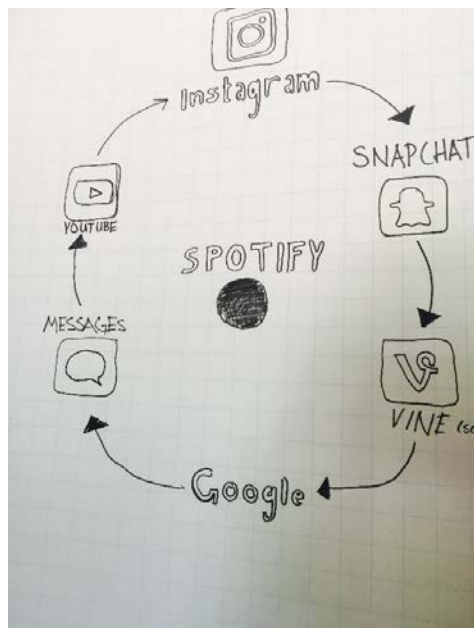 Instagram
SNAPCHAT
YOUTUBE
SPOTIFY
MESSAGES
VINE
Google